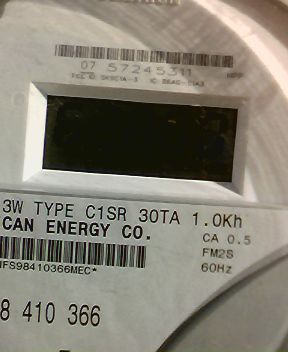 07 57245311
3W TYPE C1SR 30TA 1.0Kh
CAN ENERGY CO.
CA 0.5
FM2S
60Hz
IFS98410366MEC*
8 410 366